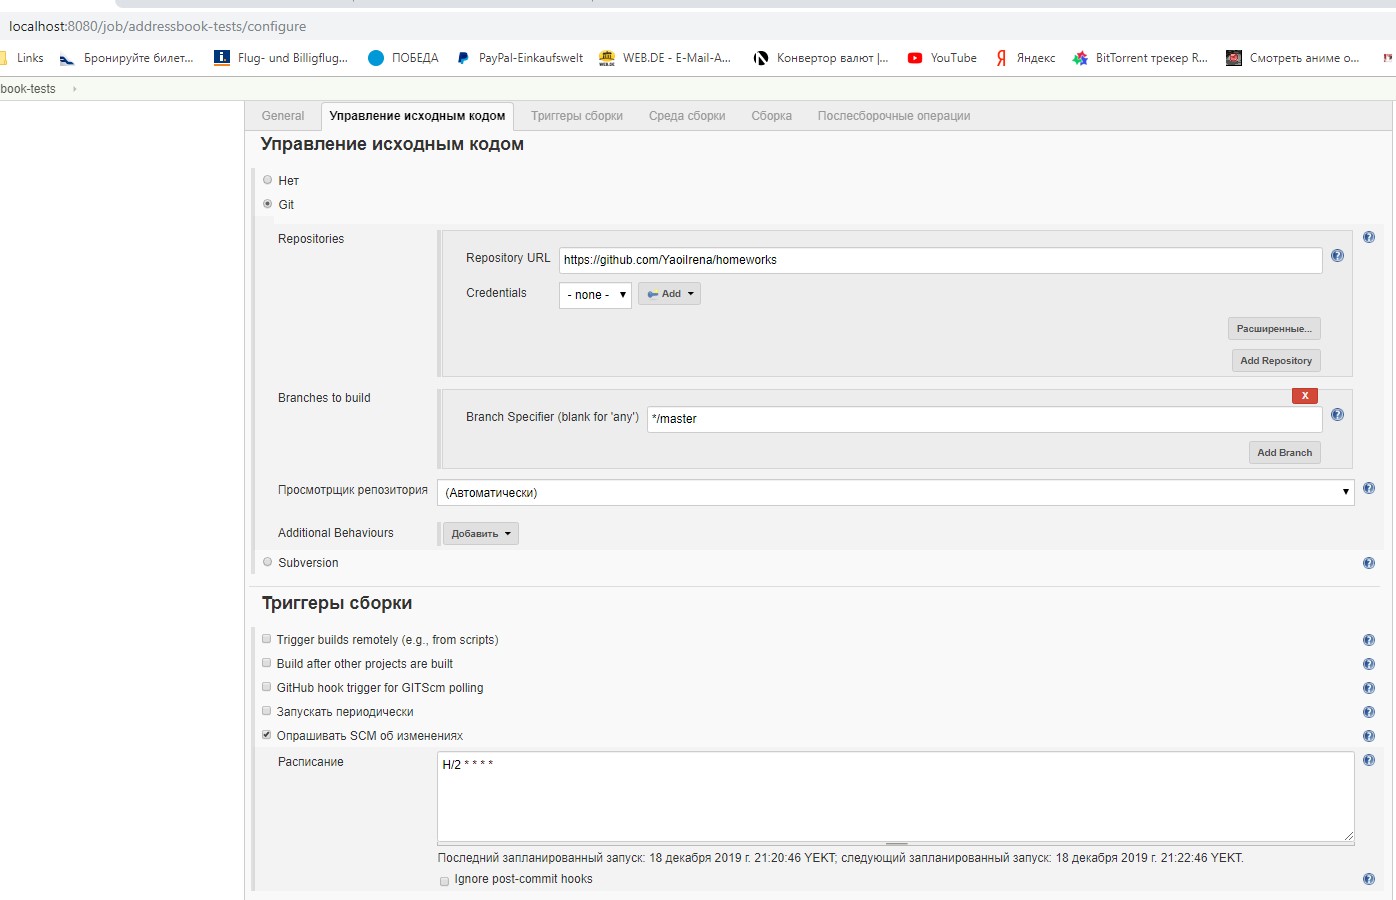 localhost:8080/job/addressbook-tests/configure
Links Бронируйте билет... Flug- und Billigflug... ПОБЕДА PayPal-Einkaufswelt WEB.DE - E-Mail-A... Конвертор валют |... YouTube Яндекс BitTorrent трекер R... Смотреть аниме о...
book-tests
General Управление исходным кодом Триггеры сборки Среда сборки Сборка Послесборочные операции
Управление исходным кодом
Нет
Git
Repositories
Repository URL https://github.com/YaoiIrena/homeworks
Credentials - none - Add
Расширенные...
Add Repository
Branches to build
X
Branch Specifier (blank for 'any') */master
Add Branch
Просмотрщик репозитория (Автоматически)
Additional Behaviours Добавить
Subversion
Триггеры сборки
Trigger builds remotely (e.g., from scripts)
Build after other projects are built
GitHub hook trigger for GITScm polling
Запускать периодически
Опрашивать SCM об изменениях
Расписание H/2 * * * *
Последний запланированный запуск: 18 декабря 2019 г. 21:20:46 YEKT; следующий запланированный запуск: 18 декабря 2019 г. 21:22:46 YEKT.
Ignore post-commit hooks